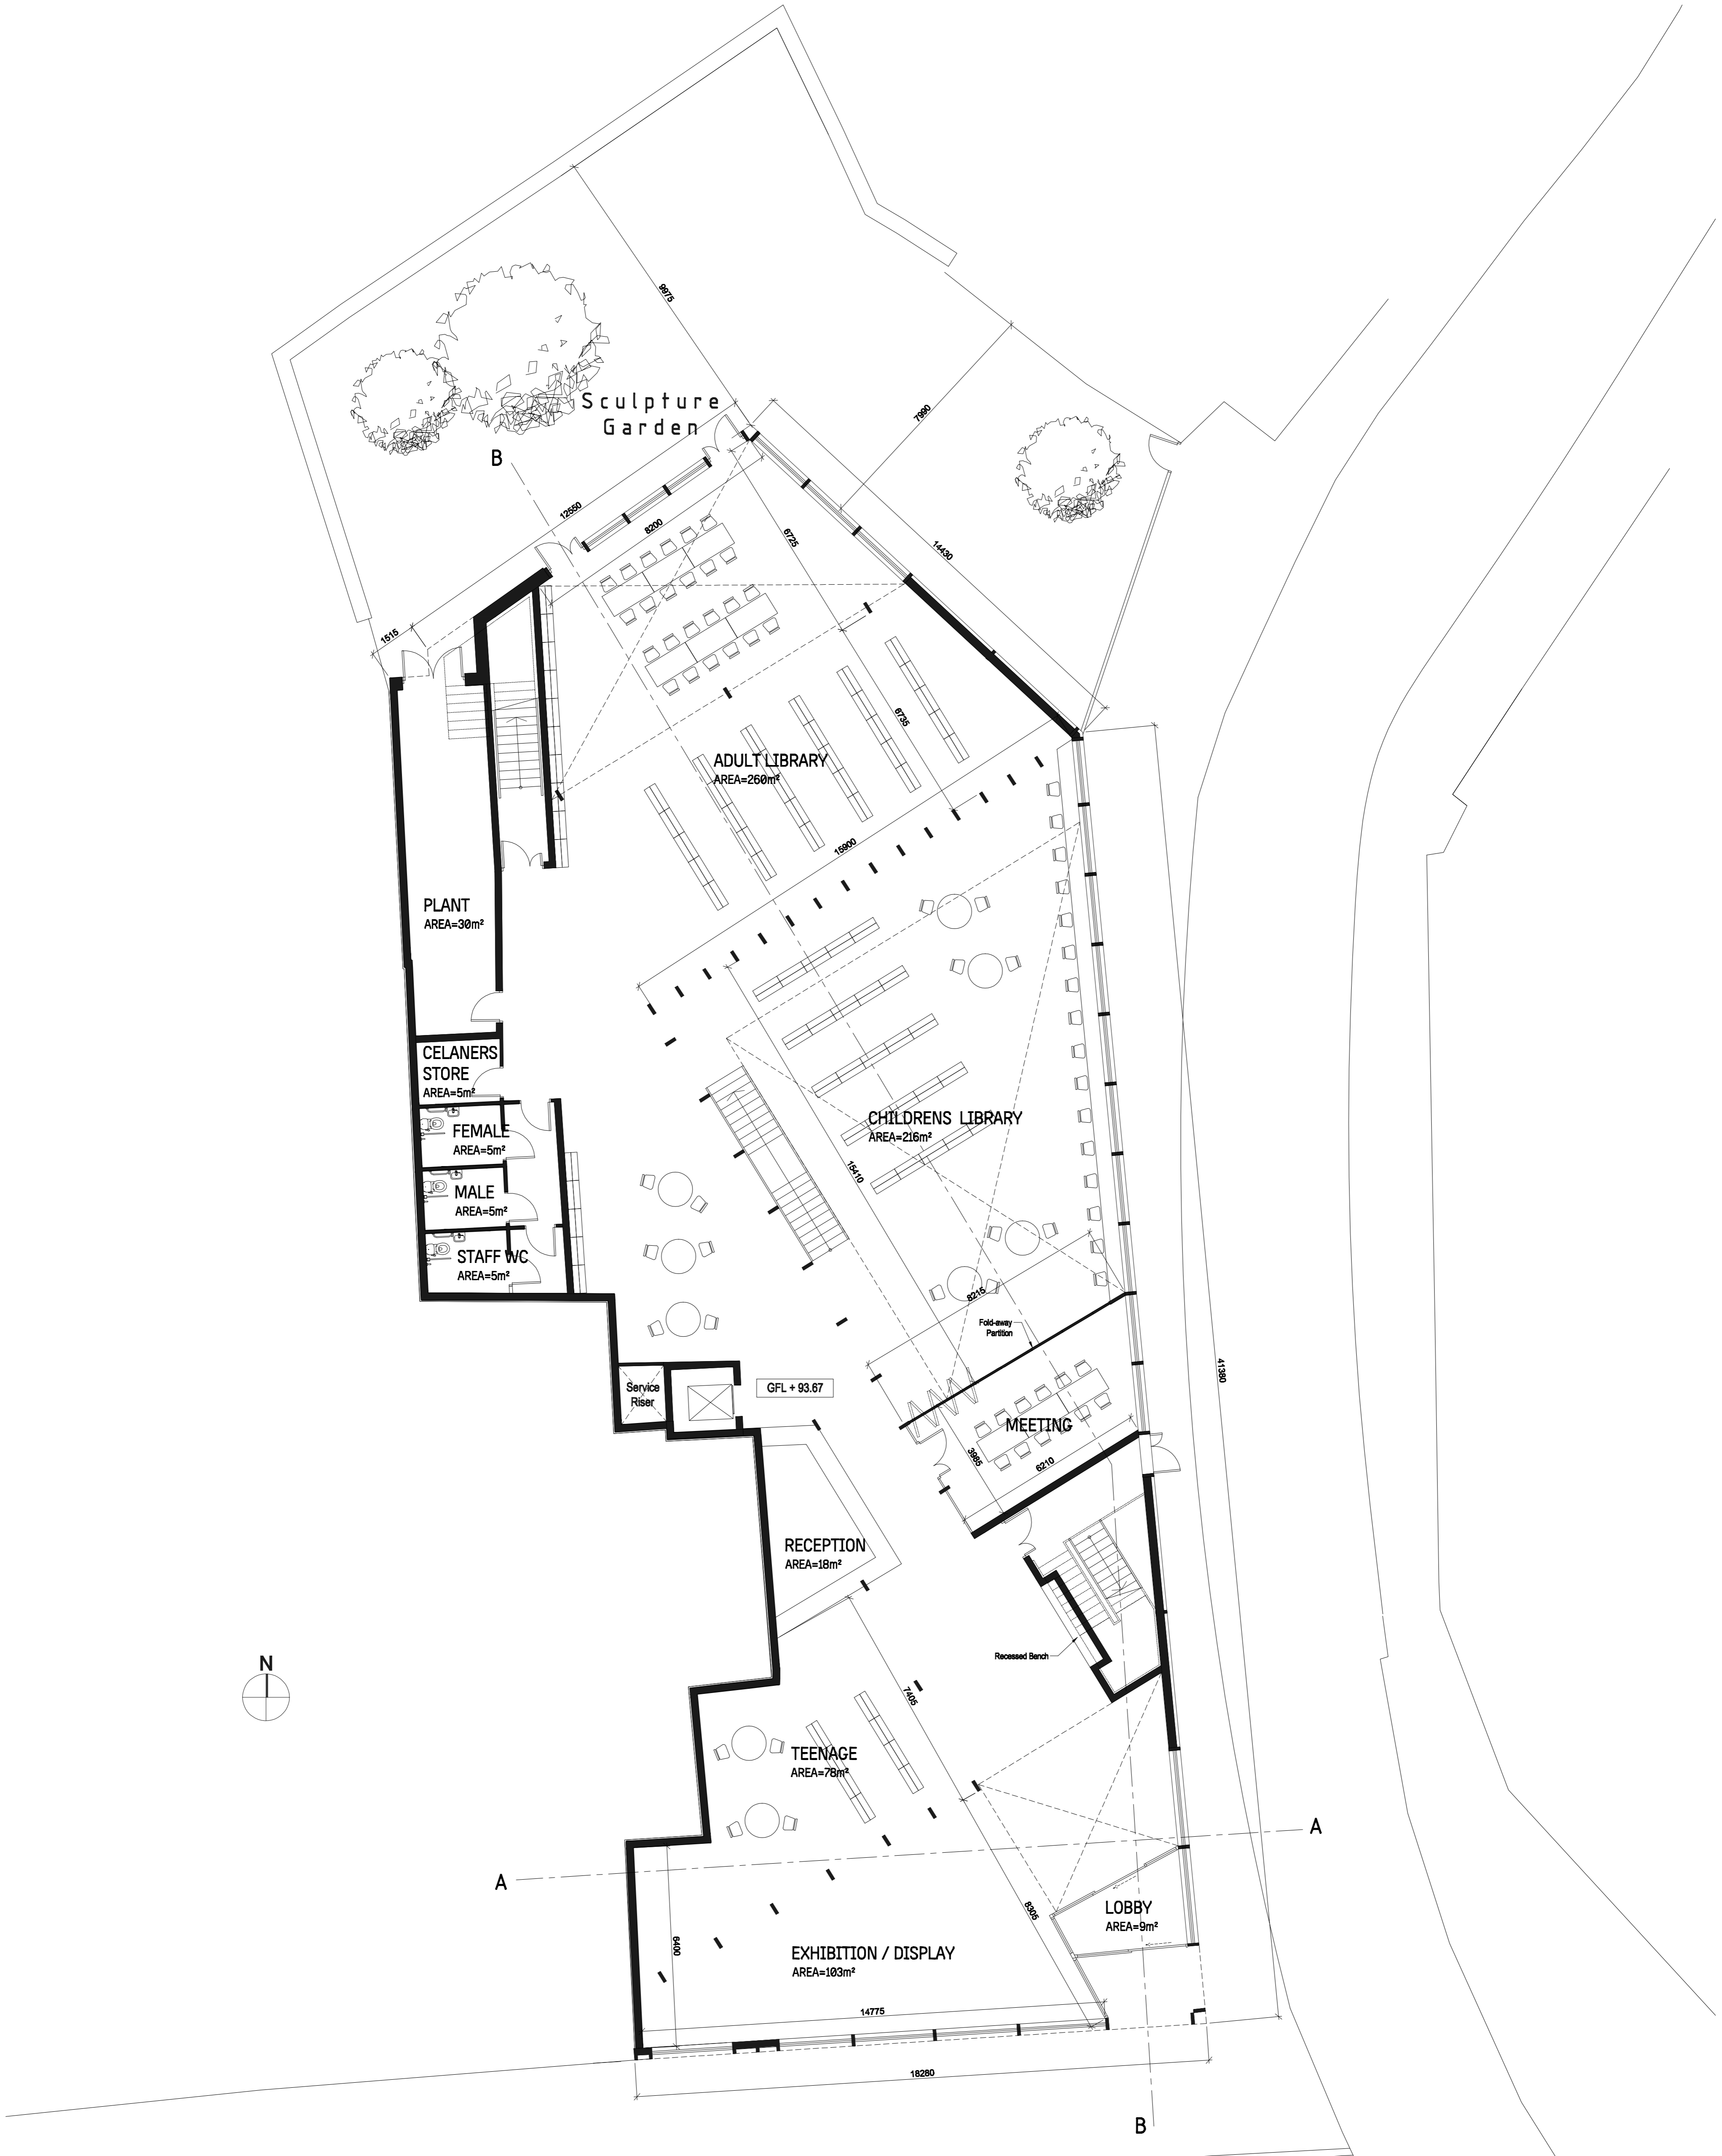 9975
7990
Sculpture
Garden
B
12550
8200
6725
14430
1515
6735
ADULT LIBRARY
AREA=260m²
15900
PLANT
AREA=30m²
CELANERS
STORE
AREA=5m²
FEMALE
AREA=5m²
CHILDRENS LIBRARY
AREA=216m²
15410
MALE
AREA=5m²
STAFF WC
AREA=5m²
8215
Fold-away
Partition
41380
Service
Riser
GFL + 93.67
MEETING
3985
6210
RECEPTION
AREA=18m²
Recessed Bench
N
7405
TEENAGE
AREA=78m²
A
A
8305
LOBBY
AREA=9m²
6400
EXHIBITION / DISPLAY
AREA=103m²
14775
18280
B